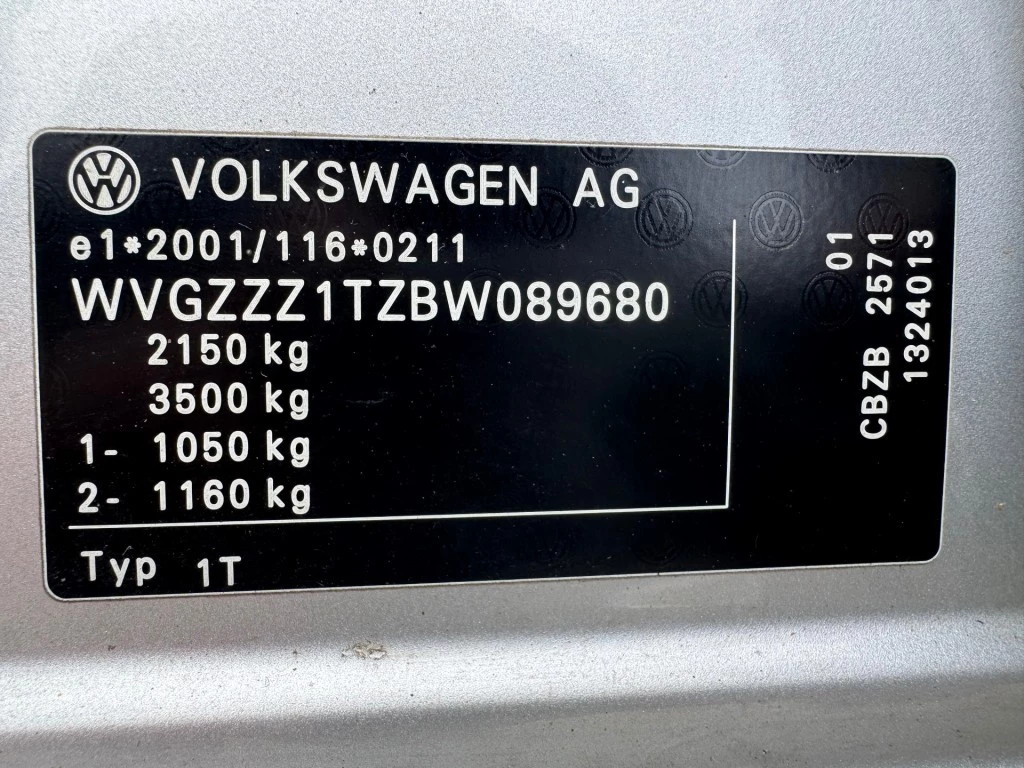 VOLKSWAGEN AG
e1*2001/116*0211
WVGZZZ1TZBW089680
2150 kg
3500 kg
1- 1050 kg
2- 1160 kg
Typ 1T
01
CBZB 2571
1324013